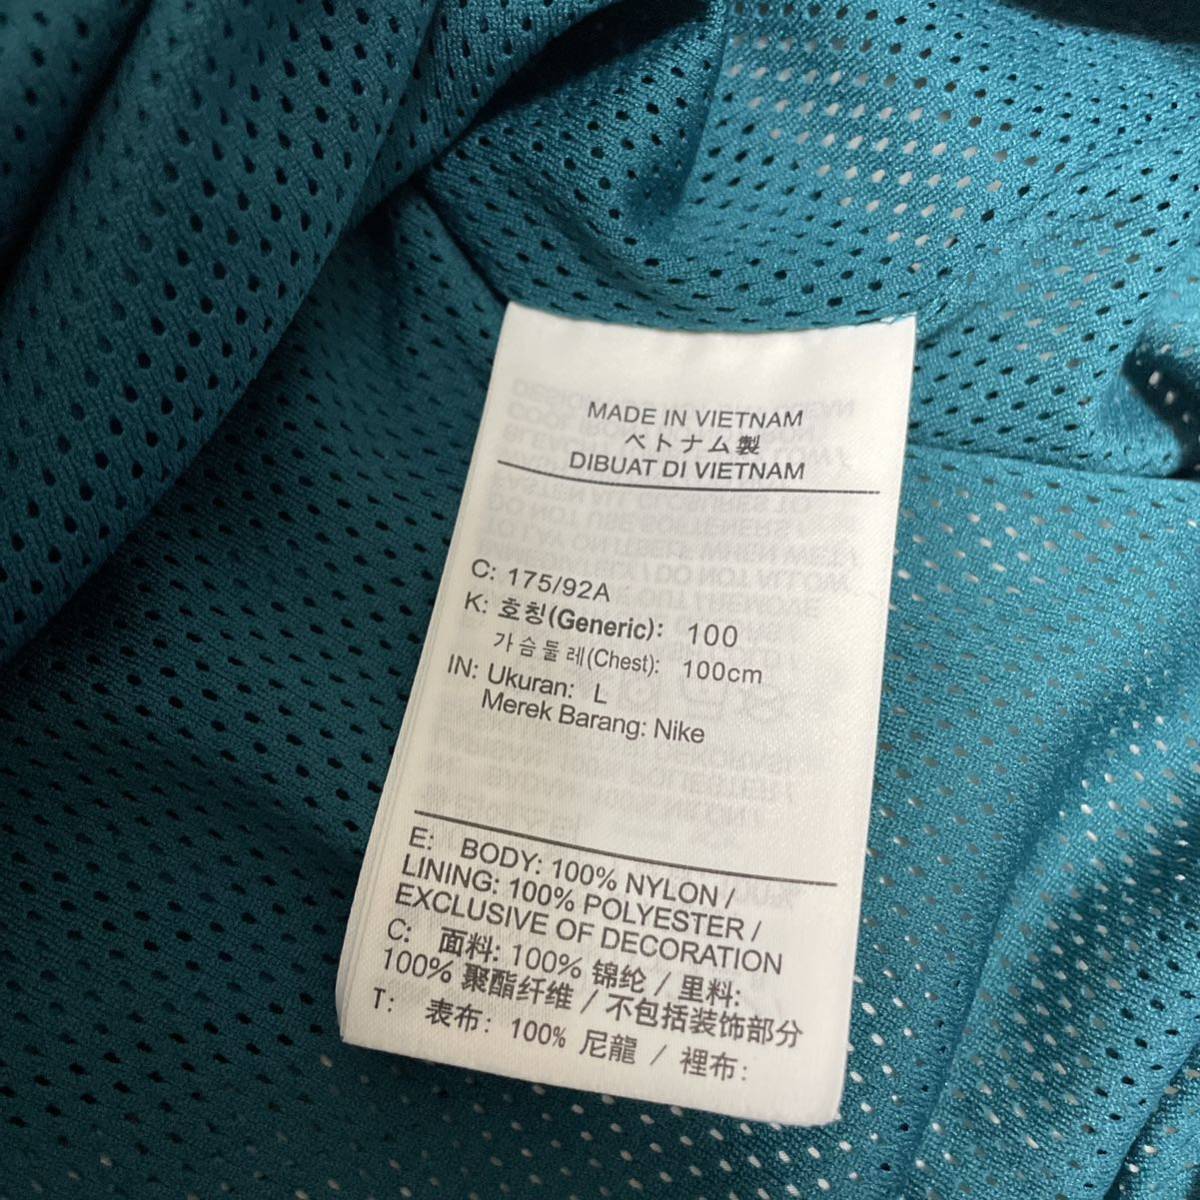 MADE IN VIETNAM
ベトナム製
DIBUAT DI VIETNAM
C: 175/92A
K: 호칭(Generic): 100
가슴둘레(Chest): 100cm
IN: Ukuran: L
Merek Barang: Nike
E: BODY: 100% NYLON /
LINING: 100% POLYESTER /
EXCLUSIVE OF DECORATION
C: 面料: 100% 锦纶 / 里料:
100% 聚酯纤维 / 不包括装饰部分
T: 表布: 100% 尼龍 / 裡布: